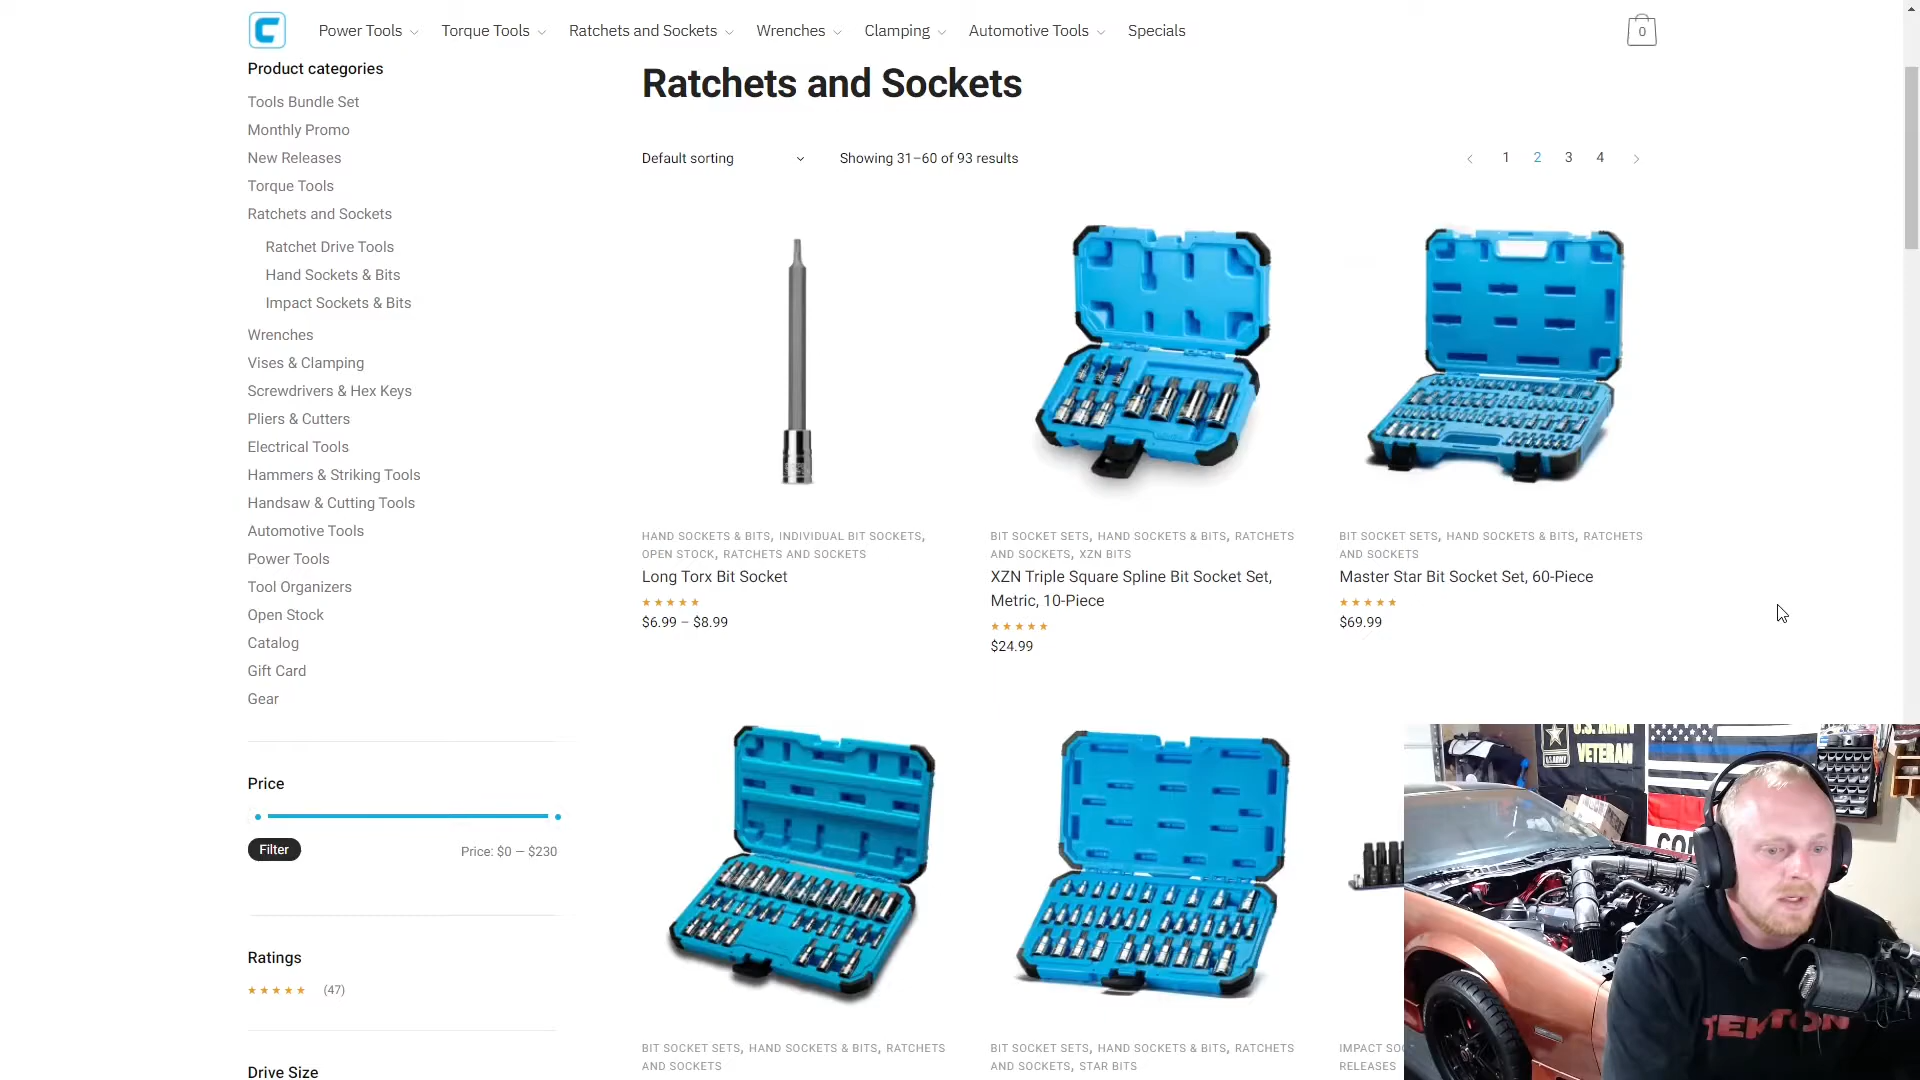 C
Power Tools
Torque Tools
Ratchets and Sockets
Wrenches
Clamping
Automotive Tools
Specials
0
Product categories
Tools Bundle Set
Monthly Promo
New Releases
Torque Tools
Ratchets and Sockets
Ratchet Drive Tools
Hand Sockets & Bits
Impact Sockets & Bits
Wrenches
Vises & Clamping
Screwdrivers & Hex Keys
Pliers & Cutters
Electrical Tools
Hammers & Striking Tools
Handsaw & Cutting Tools
Automotive Tools
Power Tools
Tool Organizers
Open Stock
Catalog
Gift Card
Gear
Price
Filter
Price: $0 — $230
Ratings
(47)
Drive Size
Ratchets and Sockets
Default sorting
Showing 31–60 of 93 results
1 2 3 4
HAND SOCKETS & BITS, INDIVIDUAL BIT SOCKETS,
OPEN STOCK, RATCHETS AND SOCKETS
Long Torx Bit Socket
$6.99 – $8.99
BIT SOCKET SETS, HAND SOCKETS & BITS, RATCHETS
AND SOCKETS, XZN BITS
XZN Triple Square Spline Bit Socket Set,
Metric, 10-Piece
$24.99
BIT SOCKET SETS, HAND SOCKETS & BITS, RATCHETS
AND SOCKETS
Master Star Bit Socket Set, 60-Piece
$69.99
BIT SOCKET SETS, HAND SOCKETS & BITS, RATCHETS
AND SOCKETS
BIT SOCKET SETS, HAND SOCKETS & BITS, RATCHETS
AND SOCKETS, STAR BITS
IMPACT SOC
RELEASES
U.S. ARMY
VETERAN
U.S.ARMY
TEKTON